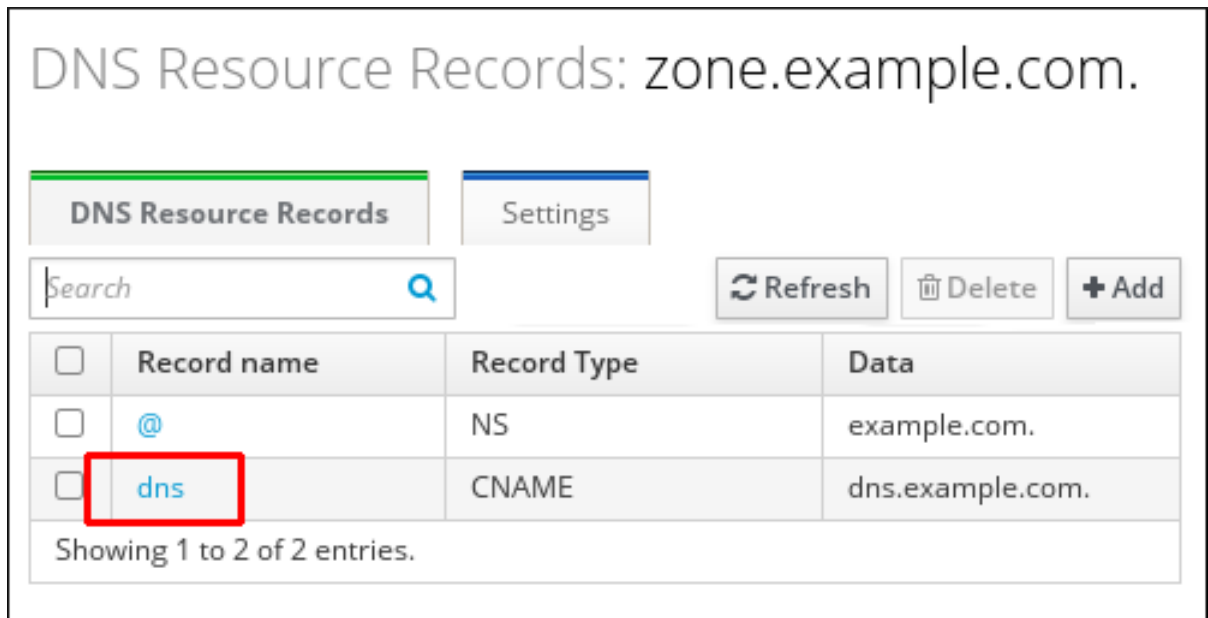 DNS Resource Records: zone.example.com.
DNS Resource Records Settings
Search Refresh Delete Add
Record name Record Type Data
@ NS example.com.
dns CNAME dns.example.com.
Showing 1 to 2 of 2 entries.